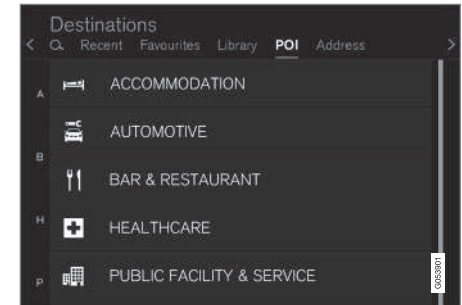 Destinations
< Recent Favourites Library POI Address >
A
ACCOMMODATION
AUTOMOTIVE
B
BAR & RESTAURANT
H
HEALTHCARE
P
PUBLIC FACILITY & SERVICE
G053901